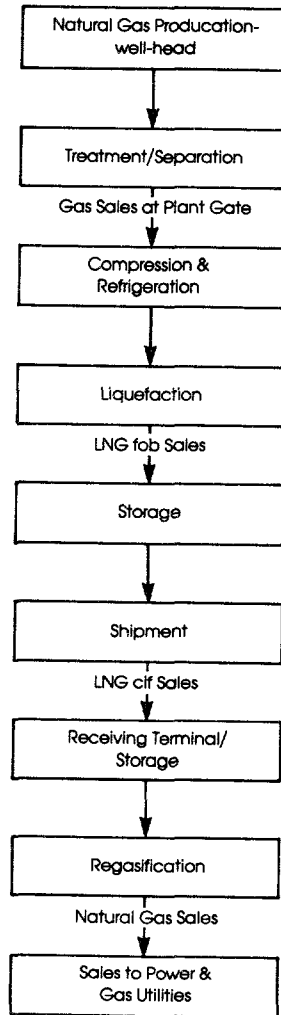 Natural Gas Producation-
well-head
Treatment/Separation
Gas Sales at Plant Gate
Compression &
Refrigeration
Liquefaction
LNG fob Sales
Storage
Shipment
LNG cif Sales
Receiving Terminal/
Storage
Regasification
Natural Gas Sales
Sales to Power &
Gas Utilities